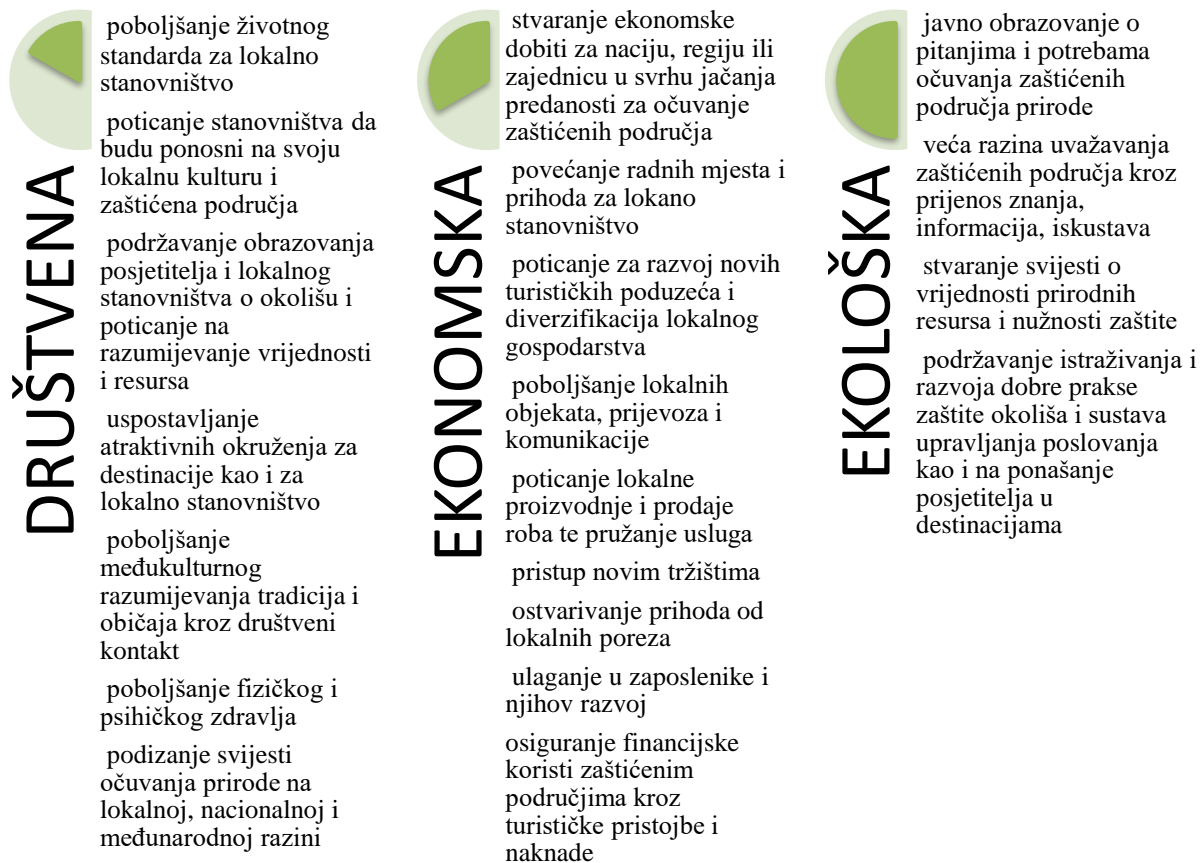 DRUŠTVENA
poboljšanje životnog
standarda za lokalno
stanovništvo
poticanje stanovništva da
budu ponosni na svoju
lokalnu kulturu i
zaštićena područja
podržavanje obrazovanja
posjetitelja i lokalnog
stanovništva o okolišu i
poticanje na
razumijevanje vrijednosti
i resursa
uspostavljanje
atraktivnih okruženja za
destinacije kao i za
lokalno stanovništvo
poboljšanje
međukulturnog
razumijevanja tradicija i
običaja kroz društveni
kontakt
poboljšanje fizičkog i
psihičkog zdravlja
podizanje svijesti
očuvanja prirode na
lokalnoj, nacionalnoj i
međunarodnoj razini
EKONOMSKA
stvaranje ekonomske
dobiti za naciju, regiju ili
zajednicu u svrhu jačanja
predanosti za očuvanje
zaštićenih područja
povećanje radnih mjesta i
prihoda za lokano
stanovništvo
poticanje za razvoj novih
turističkih poduzeća i
diverzifikacija lokalnog
gospodarstva
poboljšanje lokalnih
objekata, prijevoza i
komunikacije
poticanje lokalne
proizvodnje i prodaje
roba te pružanje usluga
pristup novim tržištima
ostvarivanje prihoda od
lokalnih poreza
ulaganje u zaposlenike i
njihov razvoj
osiguranje financijske
koristi zaštićenim
područjima kroz
turističke pristojbe i
naknade
EKOLOŠKA
javno obrazovanje o
pitanjima i potrebama
očuvanja zaštićenih
područja prirode
veća razina uvažavanja
zaštićenih područja kroz
prijenos znanja,
informacija, iskustava
stvaranje svijesti o
vrijednosti prirodnih
resursa i nužnosti zaštite
podržavanje istraživanja i
razvoja dobre prakse
zaštite okoliša i sustava
upravljanja poslovanja
kao i na ponašanje
posjetitelja u
destinacijama